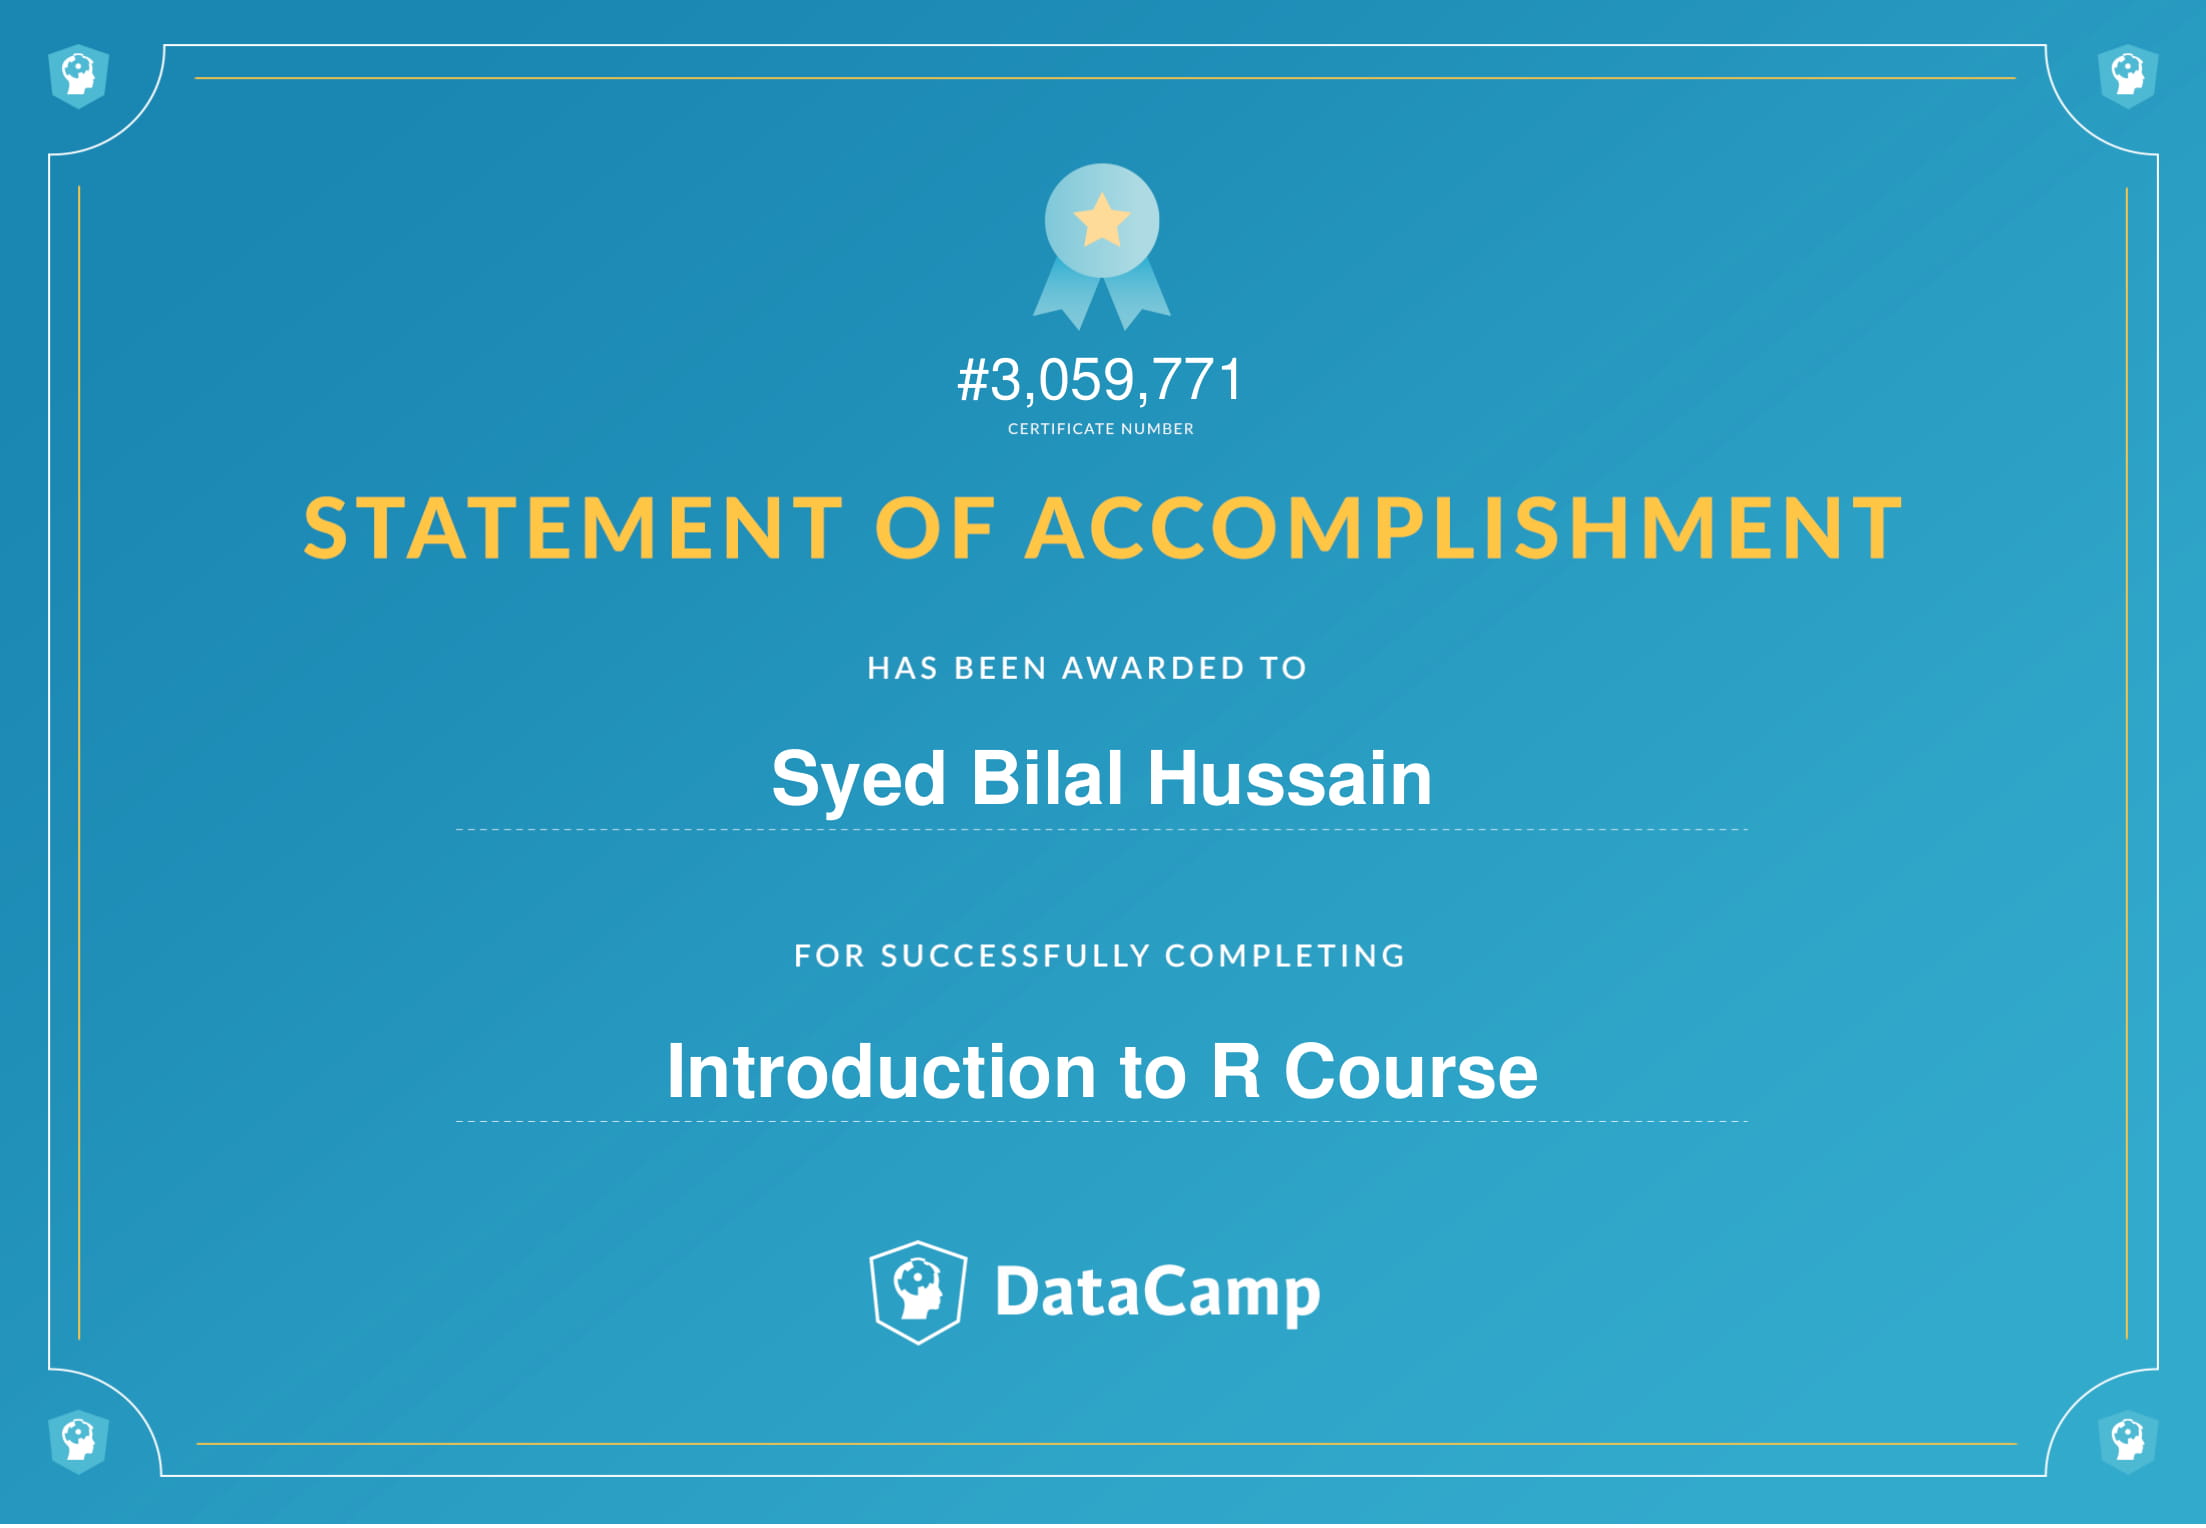 #3,059,771
CERTIFICATE NUMBER
STATEMENT OF ACCOMPLISHMENT
HAS BEEN AWARDED TO
Syed Bilal Hussain
FOR SUCCESSFULLY COMPLETING
Introduction to R Course
DataCamp